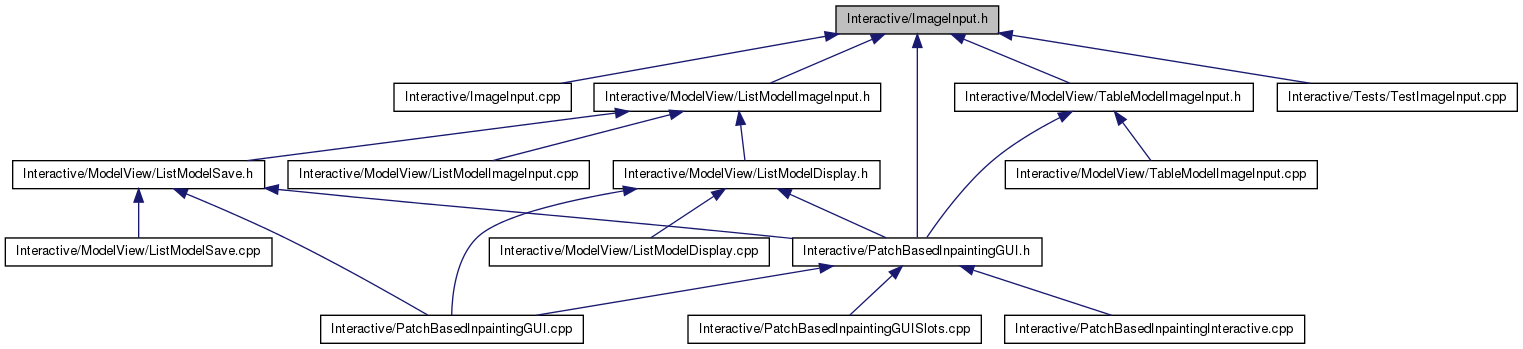 Interactive/ImageInput.h
Interactive/ImageInput.cpp
Interactive/ModelView/ListModelImageInput.h
Interactive/ModelView/TableModelImageInput.h
Interactive/Tests/TestImageInput.cpp
Interactive/ModelView/ListModelSave.h
Interactive/ModelView/ListModelImageInput.cpp
Interactive/ModelView/ListModelDisplay.h
Interactive/ModelView/TableModelImageInput.cpp
Interactive/ModelView/ListModelSave.cpp
Interactive/ModelView/ListModelDisplay.cpp
Interactive/PatchBasedInpaintingGUI.h
Interactive/PatchBasedInpaintingGUI.cpp
Interactive/PatchBasedInpaintingGUISlots.cpp
Interactive/PatchBasedInpaintingInteractive.cpp